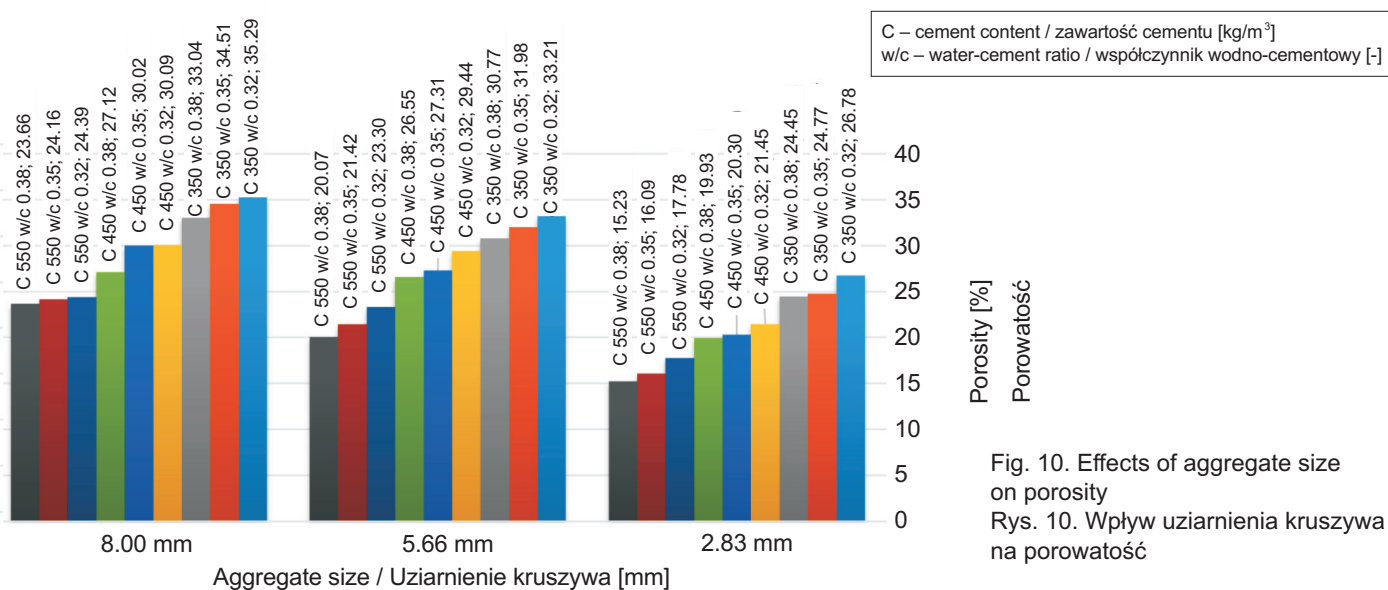 C – cement content / zawartość cementu [kg/m³]
w/c – water-cement ratio / współczynnik wodno-cementowy [-]
C 550 w/c 0.38; 23.66
C 550 w/c 0.35; 24.16
C 550 w/c 0.32; 24.39
C 450 w/c 0.38; 27.12
C 450 w/c 0.35; 30.02
C 450 w/c 0.32; 30.09
C 350 w/c 0.38; 33.04
C 350 w/c 0.35; 34.51
C 350 w/c 0.32; 35.29
C 550 w/c 0.38; 20.07
C 550 w/c 0.35; 21.42
C 550 w/c 0.32; 23.30
C 450 w/c 0.38; 26.55
C 450 w/c 0.35; 27.31
C 450 w/c 0.32; 29.44
C 350 w/c 0.38; 30.77
C 350 w/c 0.35; 31.98
C 350 w/c 0.32; 33.21
C 550 w/c 0.38; 15.23
C 550 w/c 0.35; 16.09
C 550 w/c 0.32; 17.78
C 450 w/c 0.38; 19.93
C 450 w/c 0.35; 20.30
C 450 w/c 0.32; 21.45
C 350 w/c 0.38; 24.45
C 350 w/c 0.35; 24.77
C 350 w/c 0.32; 26.78
40
35
30
25
20
15
10
5
0
Porosity [%]
Porowatość
8.00 mm
5.66 mm
2.83 mm
Aggregate size / Uziarnienie kruszywa [mm]
Fig. 10. Effects of aggregate size
on porosity
Rys. 10. Wpływ uziarnienia kruszywa
na porowatość